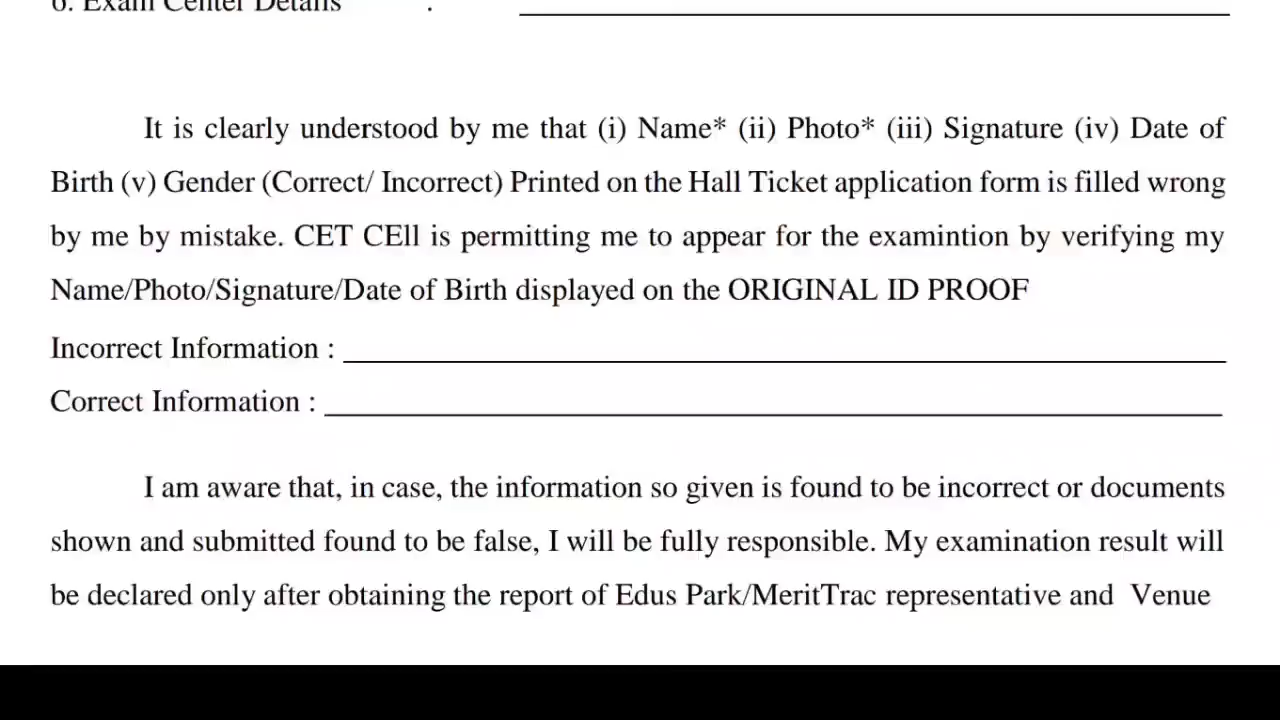 6. Exam Center Details :
It is clearly understood by me that (i) Name* (ii) Photo* (iii) Signature (iv) Date of
Birth (v) Gender (Correct/ Incorrect) Printed on the Hall Ticket application form is filled wrong
by me by mistake. CET CEll is permitting me to appear for the examintion by verifying my
Name/Photo/Signature/Date of Birth displayed on the ORIGINAL ID PROOF
Incorrect Information :
Correct Information :
I am aware that, in case, the information so given is found to be incorrect or documents
shown and submitted found to be false, I will be fully responsible. My examination result will
be declared only after obtaining the report of Edus Park/MeritTrac representative and Venue